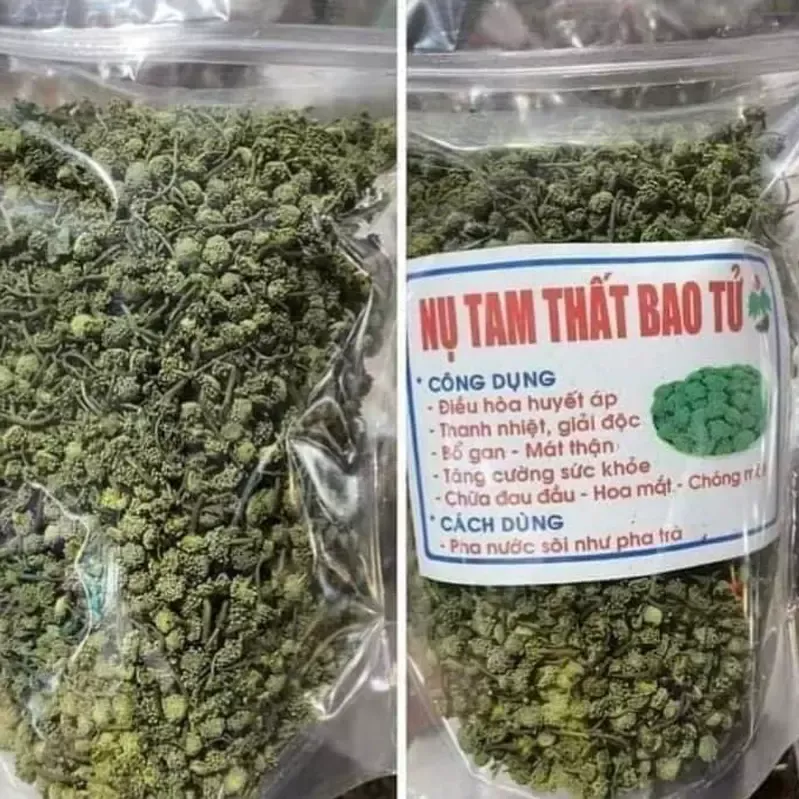 NỤ TAM THẤT BAO TỬ
* CÔNG DỤNG
- Điều hòa huyết áp
- Thanh nhiệt, giải độc
- Bổ gan - Mát thận
- Tăng cường sức khỏe
- Chữa đau đầu - Hoa mắt - Chóng
* CÁCH DÙNG
- Pha nước sôi như pha trà